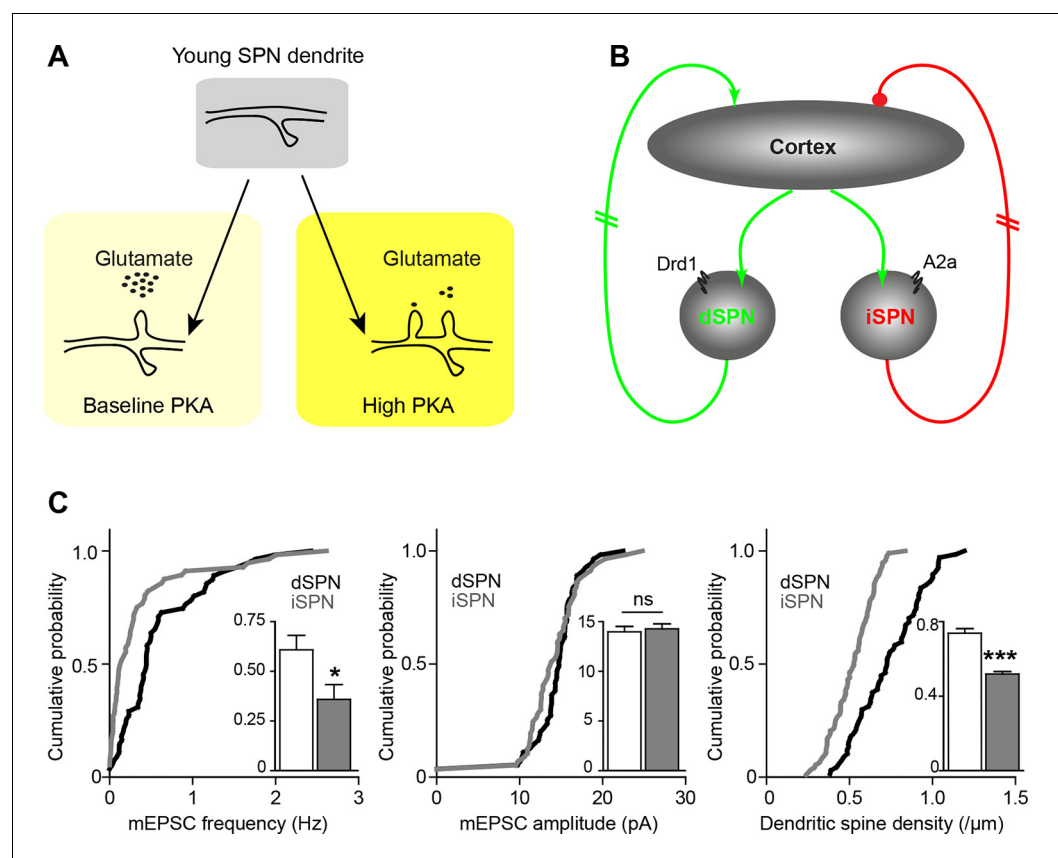 A
Young SPN dendrite
Glutamate
Glutamate
Baseline PKA
High PKA
B
Cortex
Drd1
A2a
dSPN
iSPN
C
Cumulative probability
1.0
0.5
0
0
1
2
3
mEPSC frequency (Hz)
dSPN
iSPN
0.75
0.5
0.25
0
*
Cumulative probability
1.0
0.5
0
0
10
20
30
mEPSC amplitude (pA)
dSPN
iSPN
ns
15
10
5
0
Cumulative probability
1.0
0.5
0
0
0.5
1.0
1.5
Dendritic spine density (/µm)
dSPN
iSPN
0.8
0.4
0
***